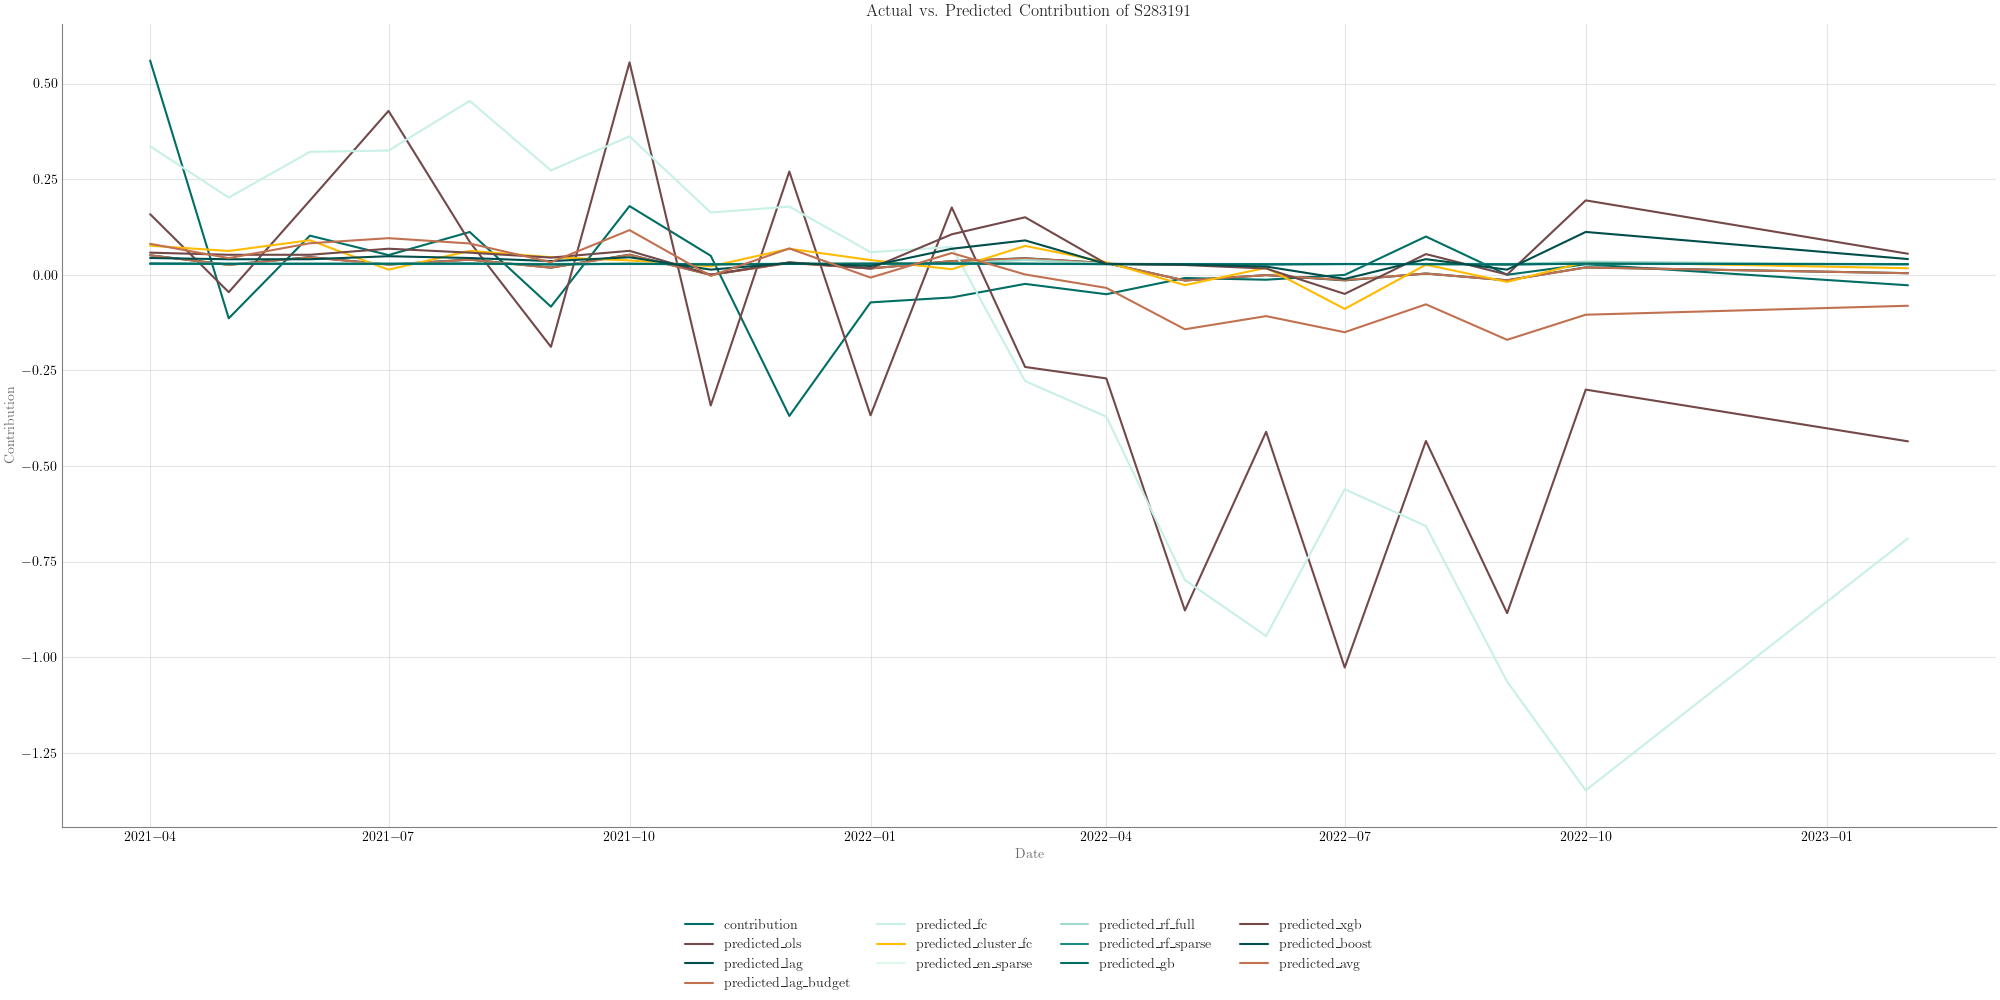 Actual vs. Predicted Contribution of S283191
Contribution
0.50
0.25
0.00
−0.25
−0.50
−0.75
−1.00
−1.25
2021−04 2021−07 2021−10 2022−01 2022−04 2022−07 2022−10 2023−01
Date
contribution predicted_fc predicted_rf_full predicted_xgb
predicted_ols predicted_cluster_fc predicted_rf_sparse predicted_boost
predicted_lag predicted_en_sparse predicted_gb predicted_avg
predicted_lag_budget